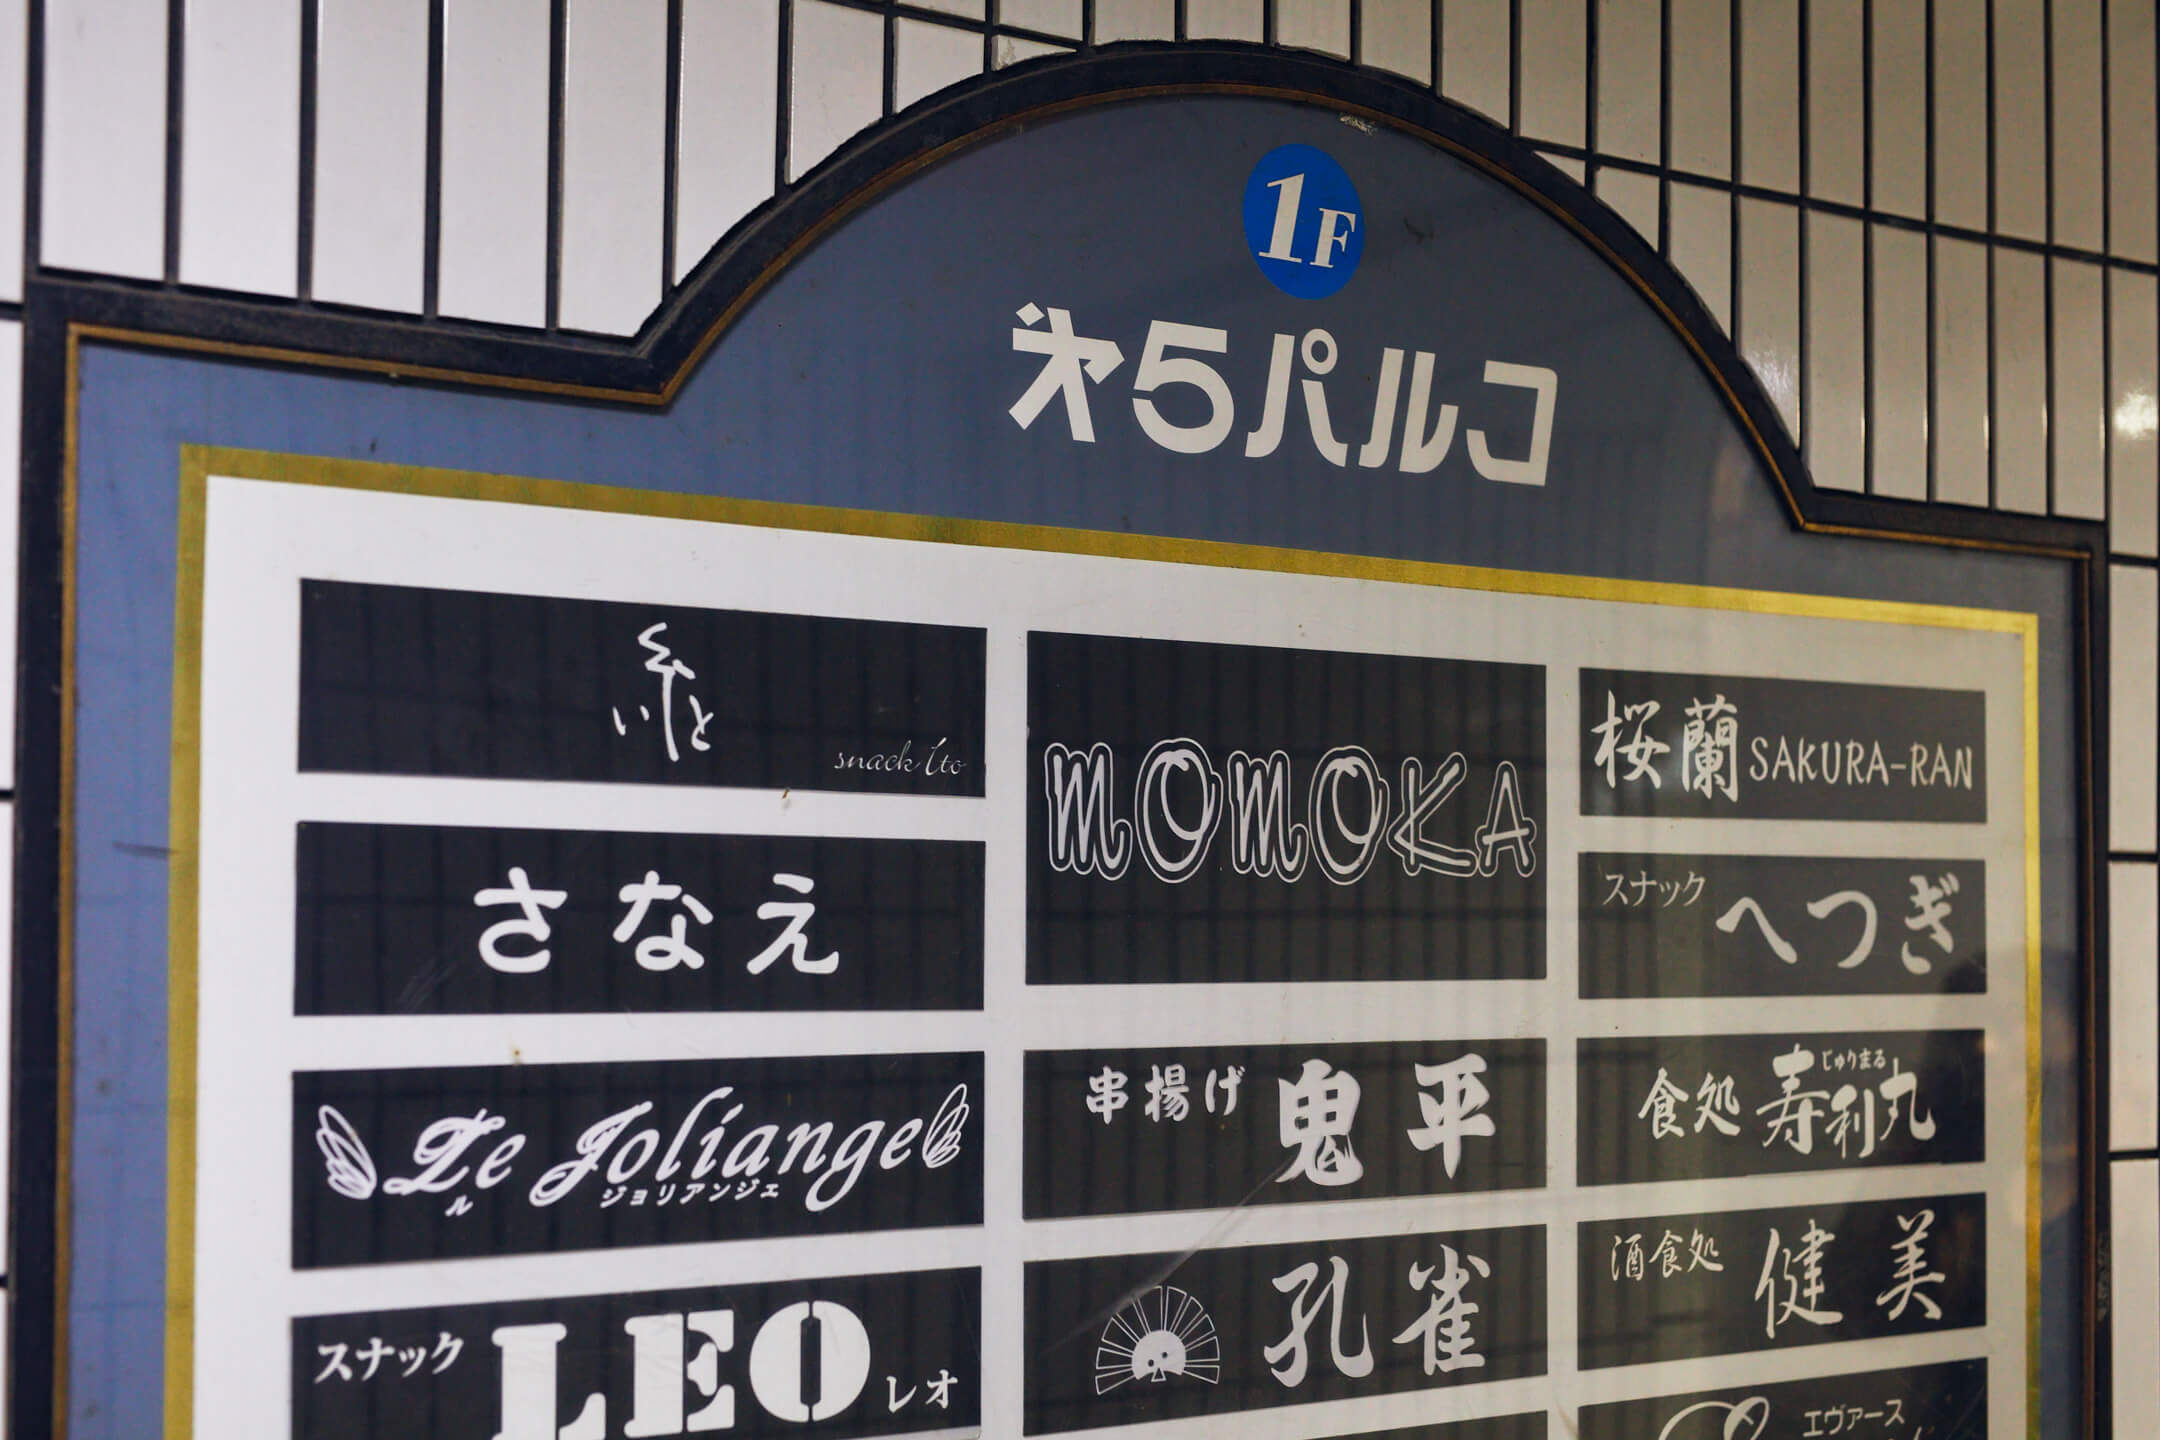 1F
第5パルコ
糸
いと
snack Ito
さなえ
Le Joliange
ル ジョリアンジェ
スナック LEO レオ
MOMOKA
串揚げ 鬼平
孔雀
桜蘭 SAKURA-RAN
スナック へつぎ
じゅりまる
食処 寿利丸
酒食処 健美
エヴァース